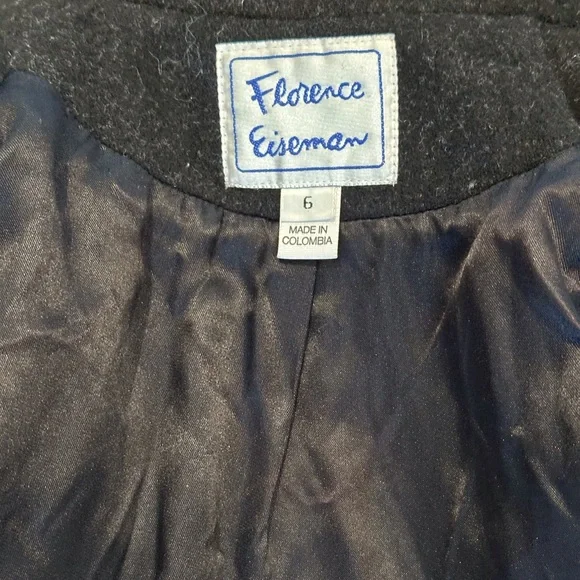 Florence
Eiseman
6
MADE IN
COLOMBIA